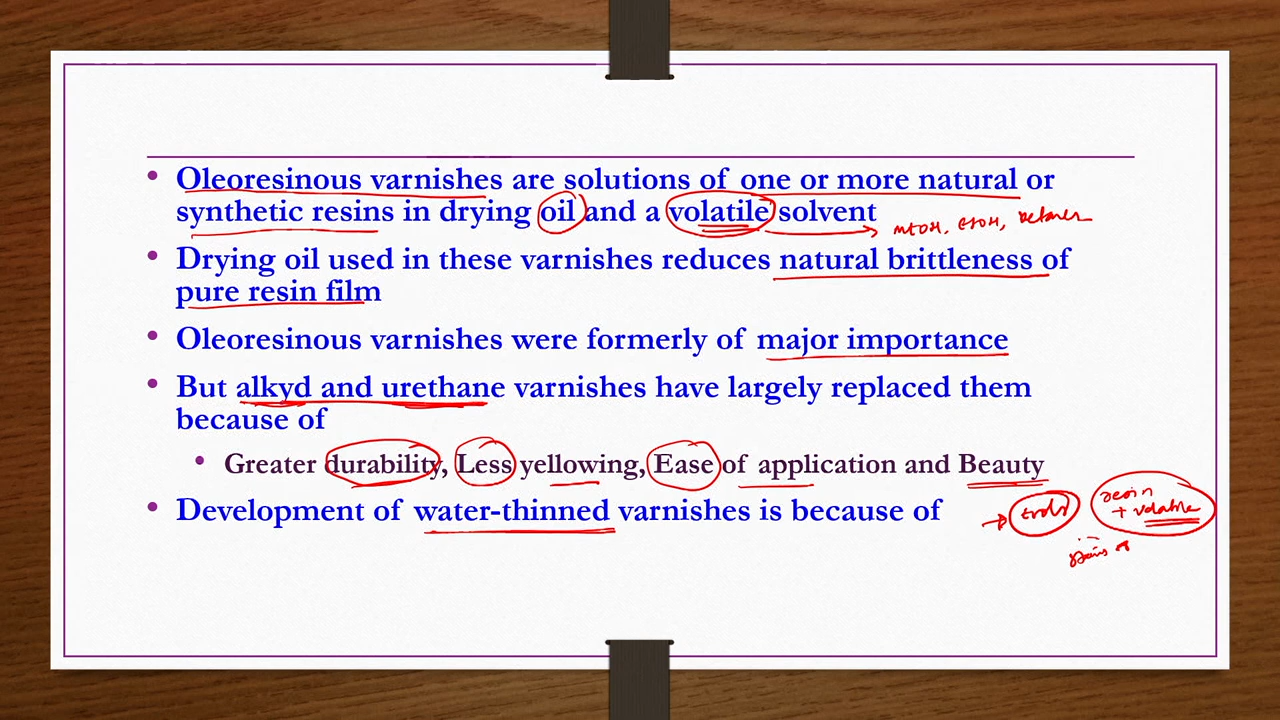 • Oleoresinous varnishes are solutions of one or more natural or
synthetic resins in drying oil and a volatile solvent
MtOH, EtOH,
• Drying oil used in these varnishes reduces natural brittleness of
pure resin film
• Oleoresinous varnishes were formerly of major importance
• But alkyd and urethane varnishes have largely replaced them
because of
• Greater durability, Less yellowing, Ease of application and Beauty
• Development of water-thinned varnishes is because of
resin
+ volatile